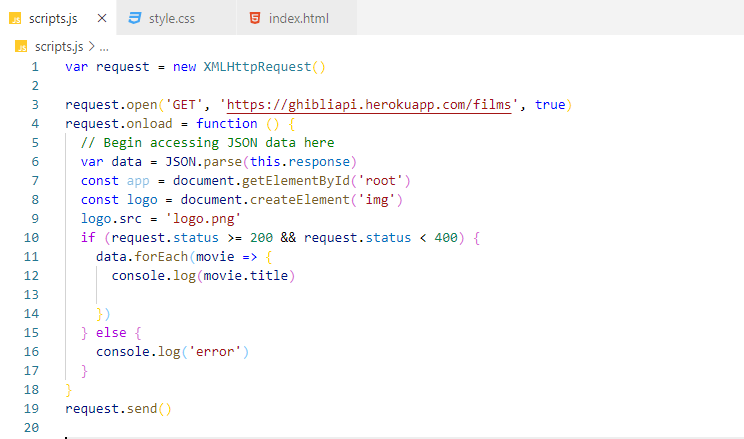 JS scripts.js × style.css index.html
JS scripts.js > ...
1 var request = new XMLHttpRequest()
2
3 request.open('GET', 'https://ghibliapi.herokuapp.com/films', true)
4 request.onload = function () {
5 // Begin accessing JSON data here
6 var data = JSON.parse(this.response)
7 const app = document.getElementById('root')
8 const logo = document.createElement('img')
9 logo.src = 'logo.png'
10 if (request.status >= 200 && request.status < 400) {
11 data.forEach(movie => {
12 console.log(movie.title)
13
14 })
15 } else {
16 console.log('error')
17 }
18 }
19 request.send()
20